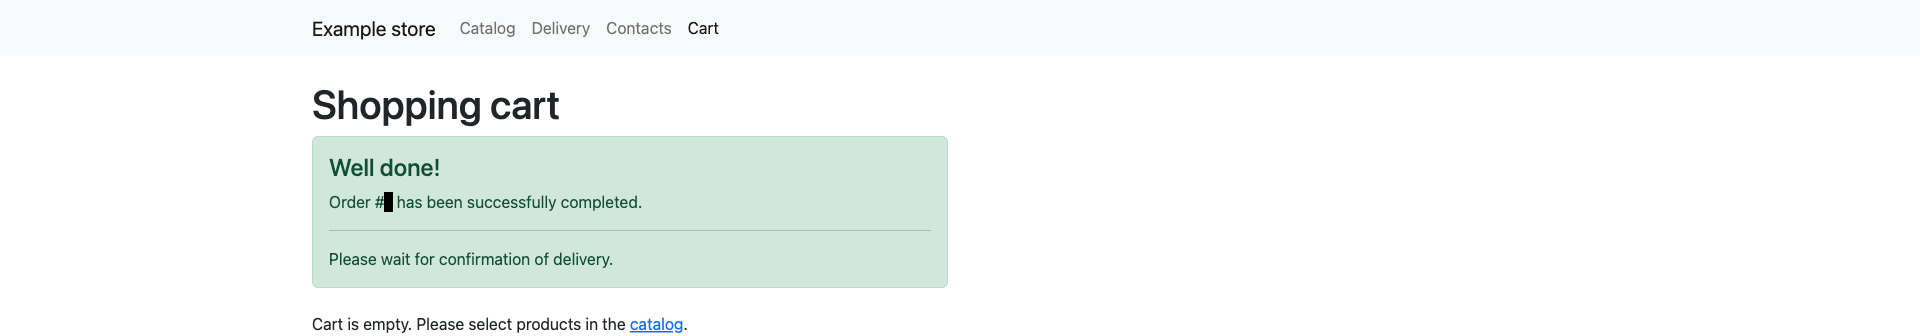 Example store Catalog Delivery Contacts Cart
Shopping cart
Well done!
Order # has been successfully completed.
Please wait for confirmation of delivery.
Cart is empty. Please select products in the catalog.